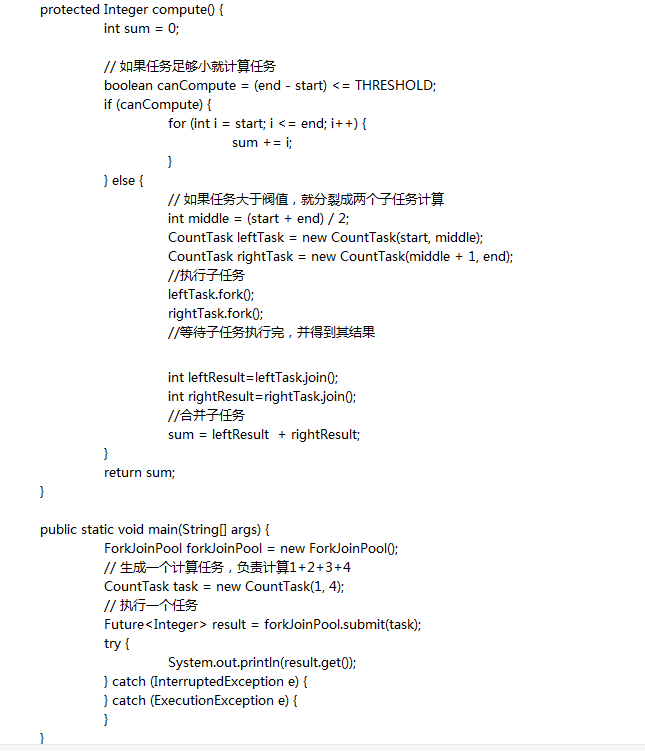 protected Integer compute() {
int sum = 0;
// 如果任务足够小就计算任务
boolean canCompute = (end - start) <= THRESHOLD;
if (canCompute) {
for (int i = start; i <= end; i++) {
sum += i;
}
} else {
// 如果任务大于阀值，就分裂成两个子任务计算
int middle = (start + end) / 2;
CountTask leftTask = new CountTask(start, middle);
CountTask rightTask = new CountTask(middle + 1, end);
//执行子任务
leftTask.fork();
rightTask.fork();
//等待子任务执行完，并得到其结果
int leftResult=leftTask.join();
int rightResult=rightTask.join();
//合并子任务
sum = leftResult  + rightResult;
}
return sum;
}
public static void main(String[] args) {
ForkJoinPool forkJoinPool = new ForkJoinPool();
// 生成一个计算任务，负责计算1+2+3+4
CountTask task = new CountTask(1, 4);
// 执行一个任务
Future<Integer> result = forkJoinPool.submit(task);
try {
System.out.println(result.get());
} catch (InterruptedException e) {
} catch (ExecutionException e) {
}
}